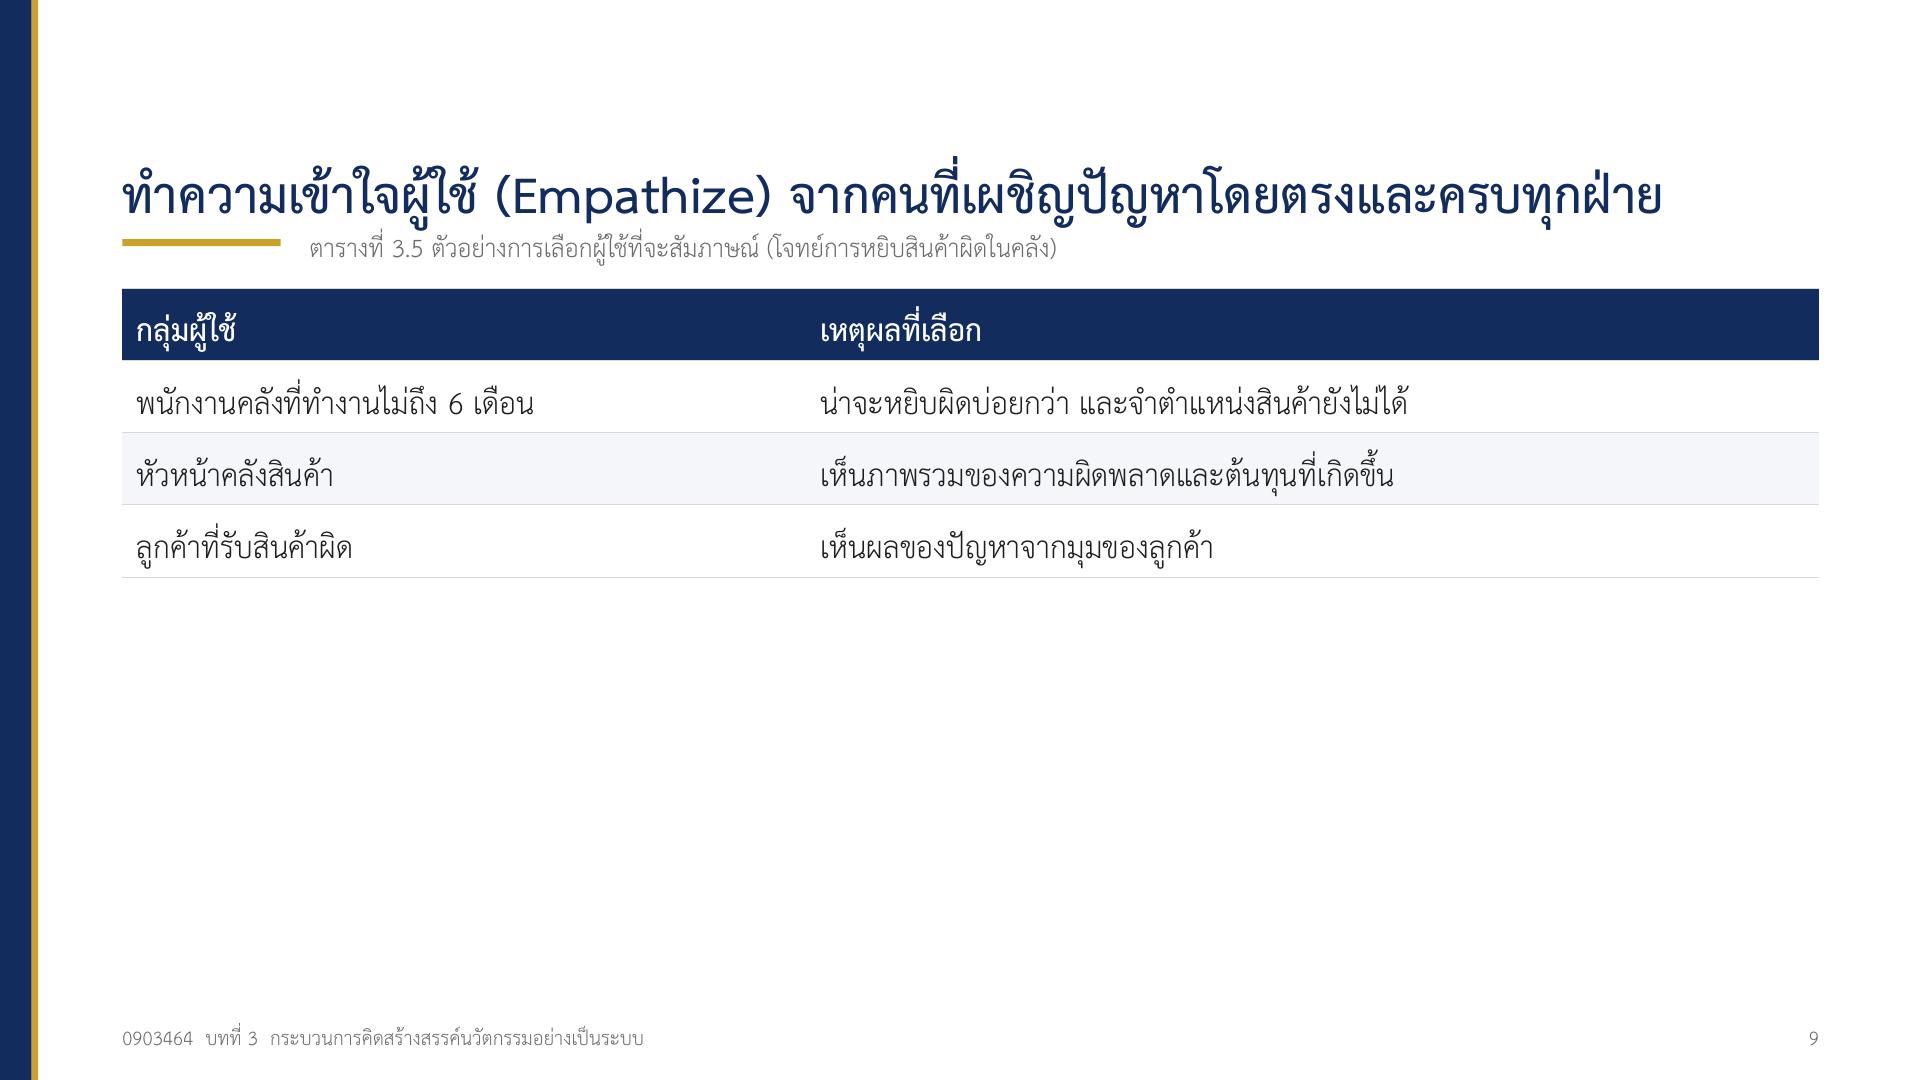 ทำความเข้าใจผู้ใช้ (Empathize) จากคนที่เผชิญปัญหาโดยตรงและครบทุกฝ่าย
ตารางที่ 3.5 ตัวอย่างการเลือกผู้ใช้ที่จะสัมภาษณ์ (โจทย์การหยิบสินค้าผิดในคลัง)
กลุ่มผู้ใช้ เหตุผลที่เลือก
พนักงานคลังที่ทำงานไม่ถึง 6 เดือน น่าจะหยิบผิดบ่อยกว่า และจำตำแหน่งสินค้ายังไม่ได้
หัวหน้าคลังสินค้า เห็นภาพรวมของความผิดพลาดและต้นทุนที่เกิดขึ้น
ลูกค้าที่รับสินค้าผิด เห็นผลของปัญหาจากมุมของลูกค้า
0903464 บทที่ 3 กระบวนการคิดสร้างสรรค์นวัตกรรมอย่างเป็นระบบ 9